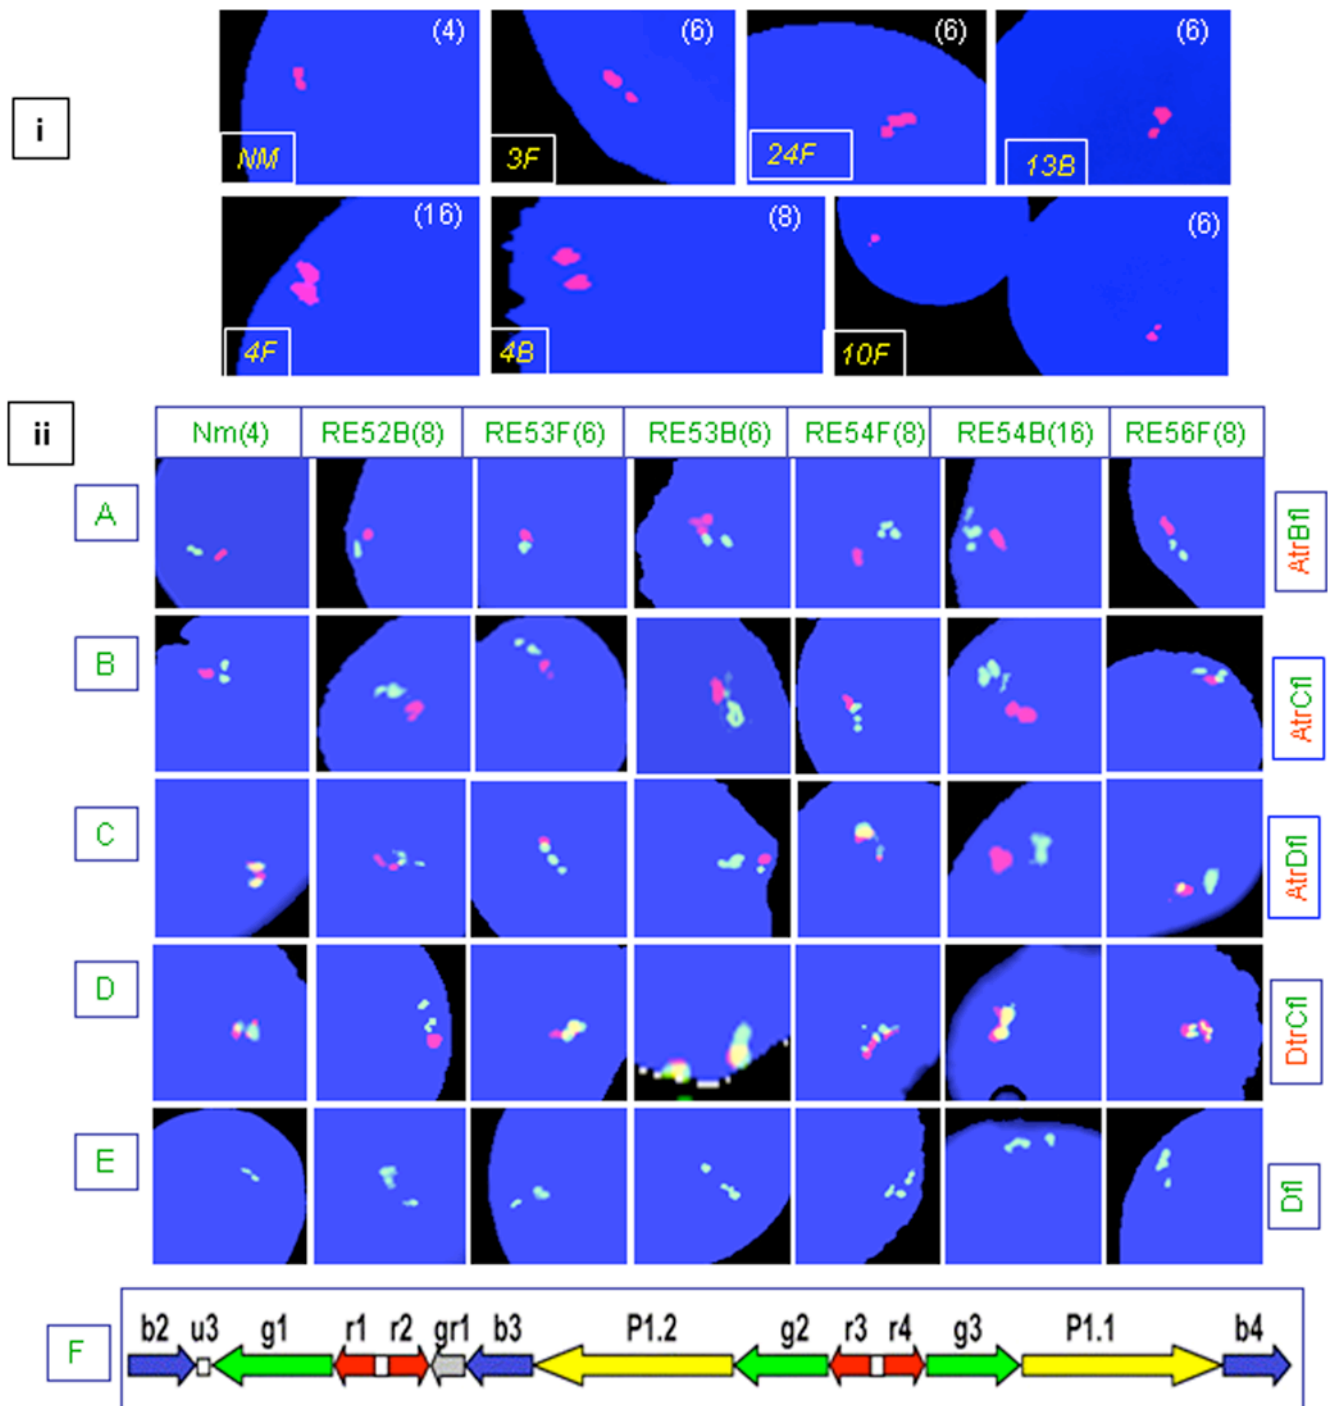 i
(4)
(6)
(6)
(6)
NM
3F
24F
13B
(16)
(8)
(6)
4F
4B
10F
ii
Nm(4)
RE52B(8)
RE53F(6)
RE53B(6)
RE54F(8)
RE54B(16)
RE56F(8)
A
AtrBfl
B
AtrCfl
C
AtrDfl
D
DtrCfl
E
Dfl
F
b2 u3 g1 r1 r2 gr1 b3 P1.2 g2 r3 r4 g3 P1.1 b4